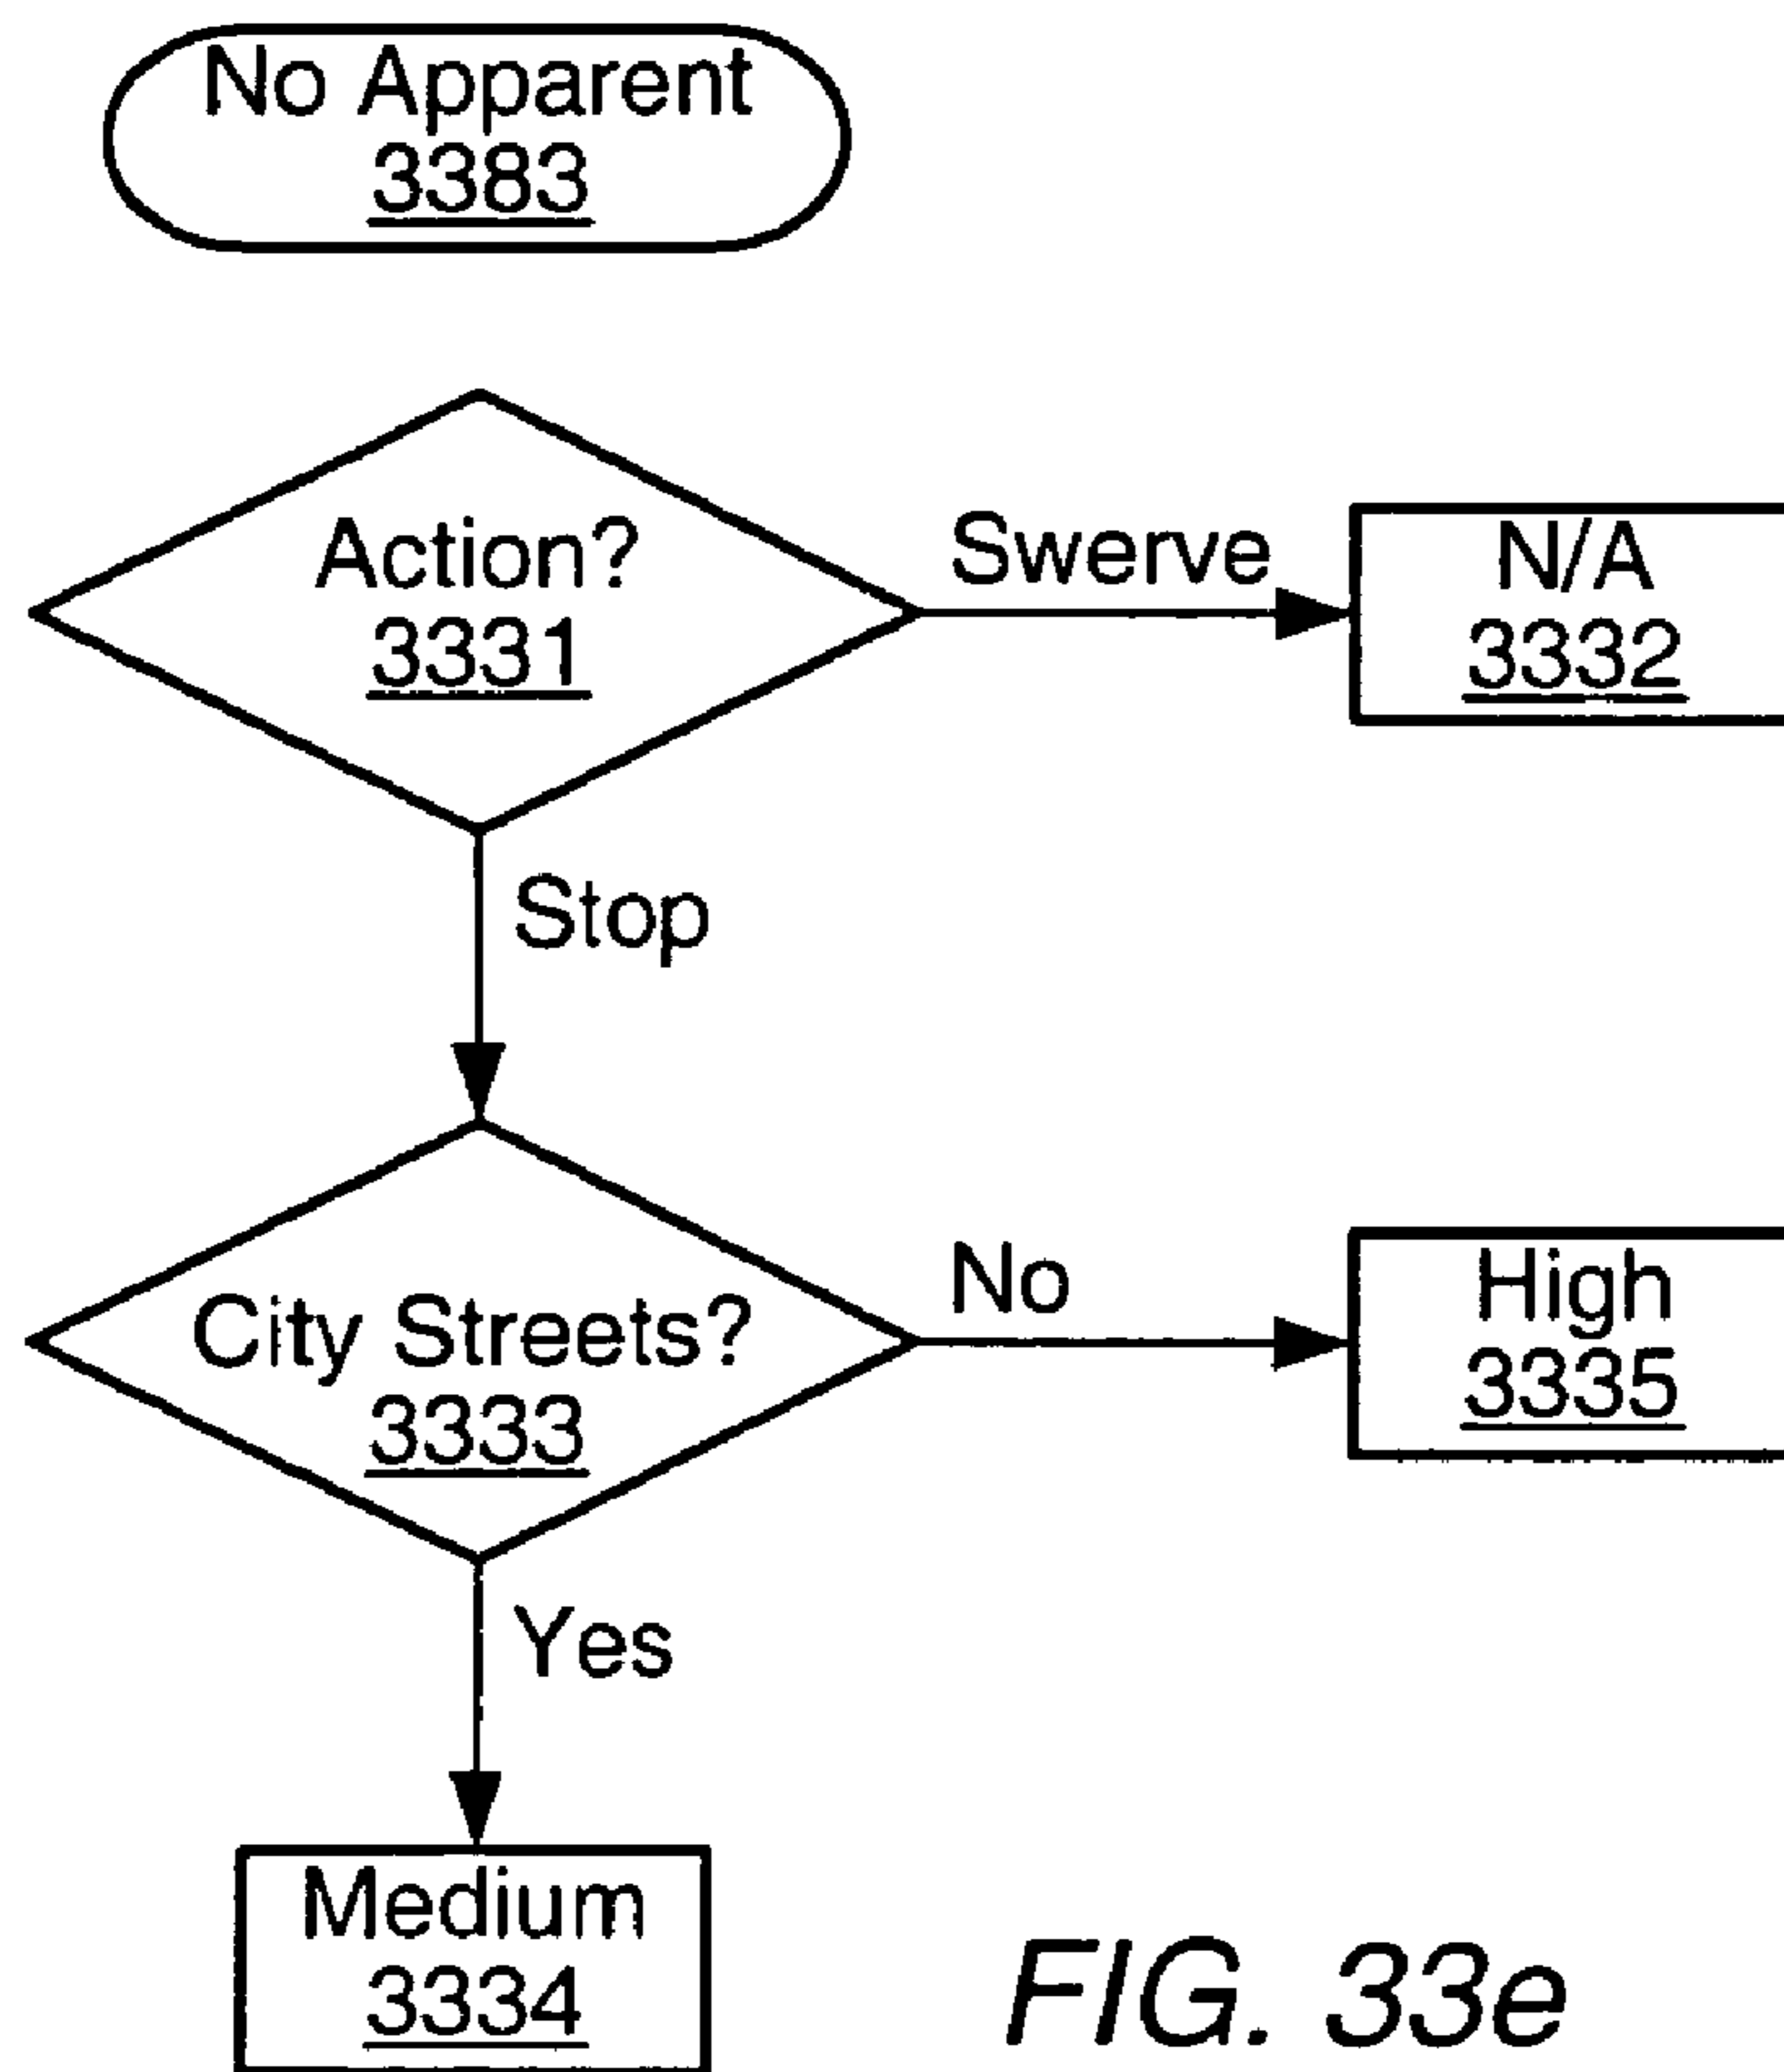 No Apparent
3383
Action?
3331
Swerve
N/A
3332
Stop
City Streets?
3333
No
High
3335
Yes
Medium
3334
FIG. 33e